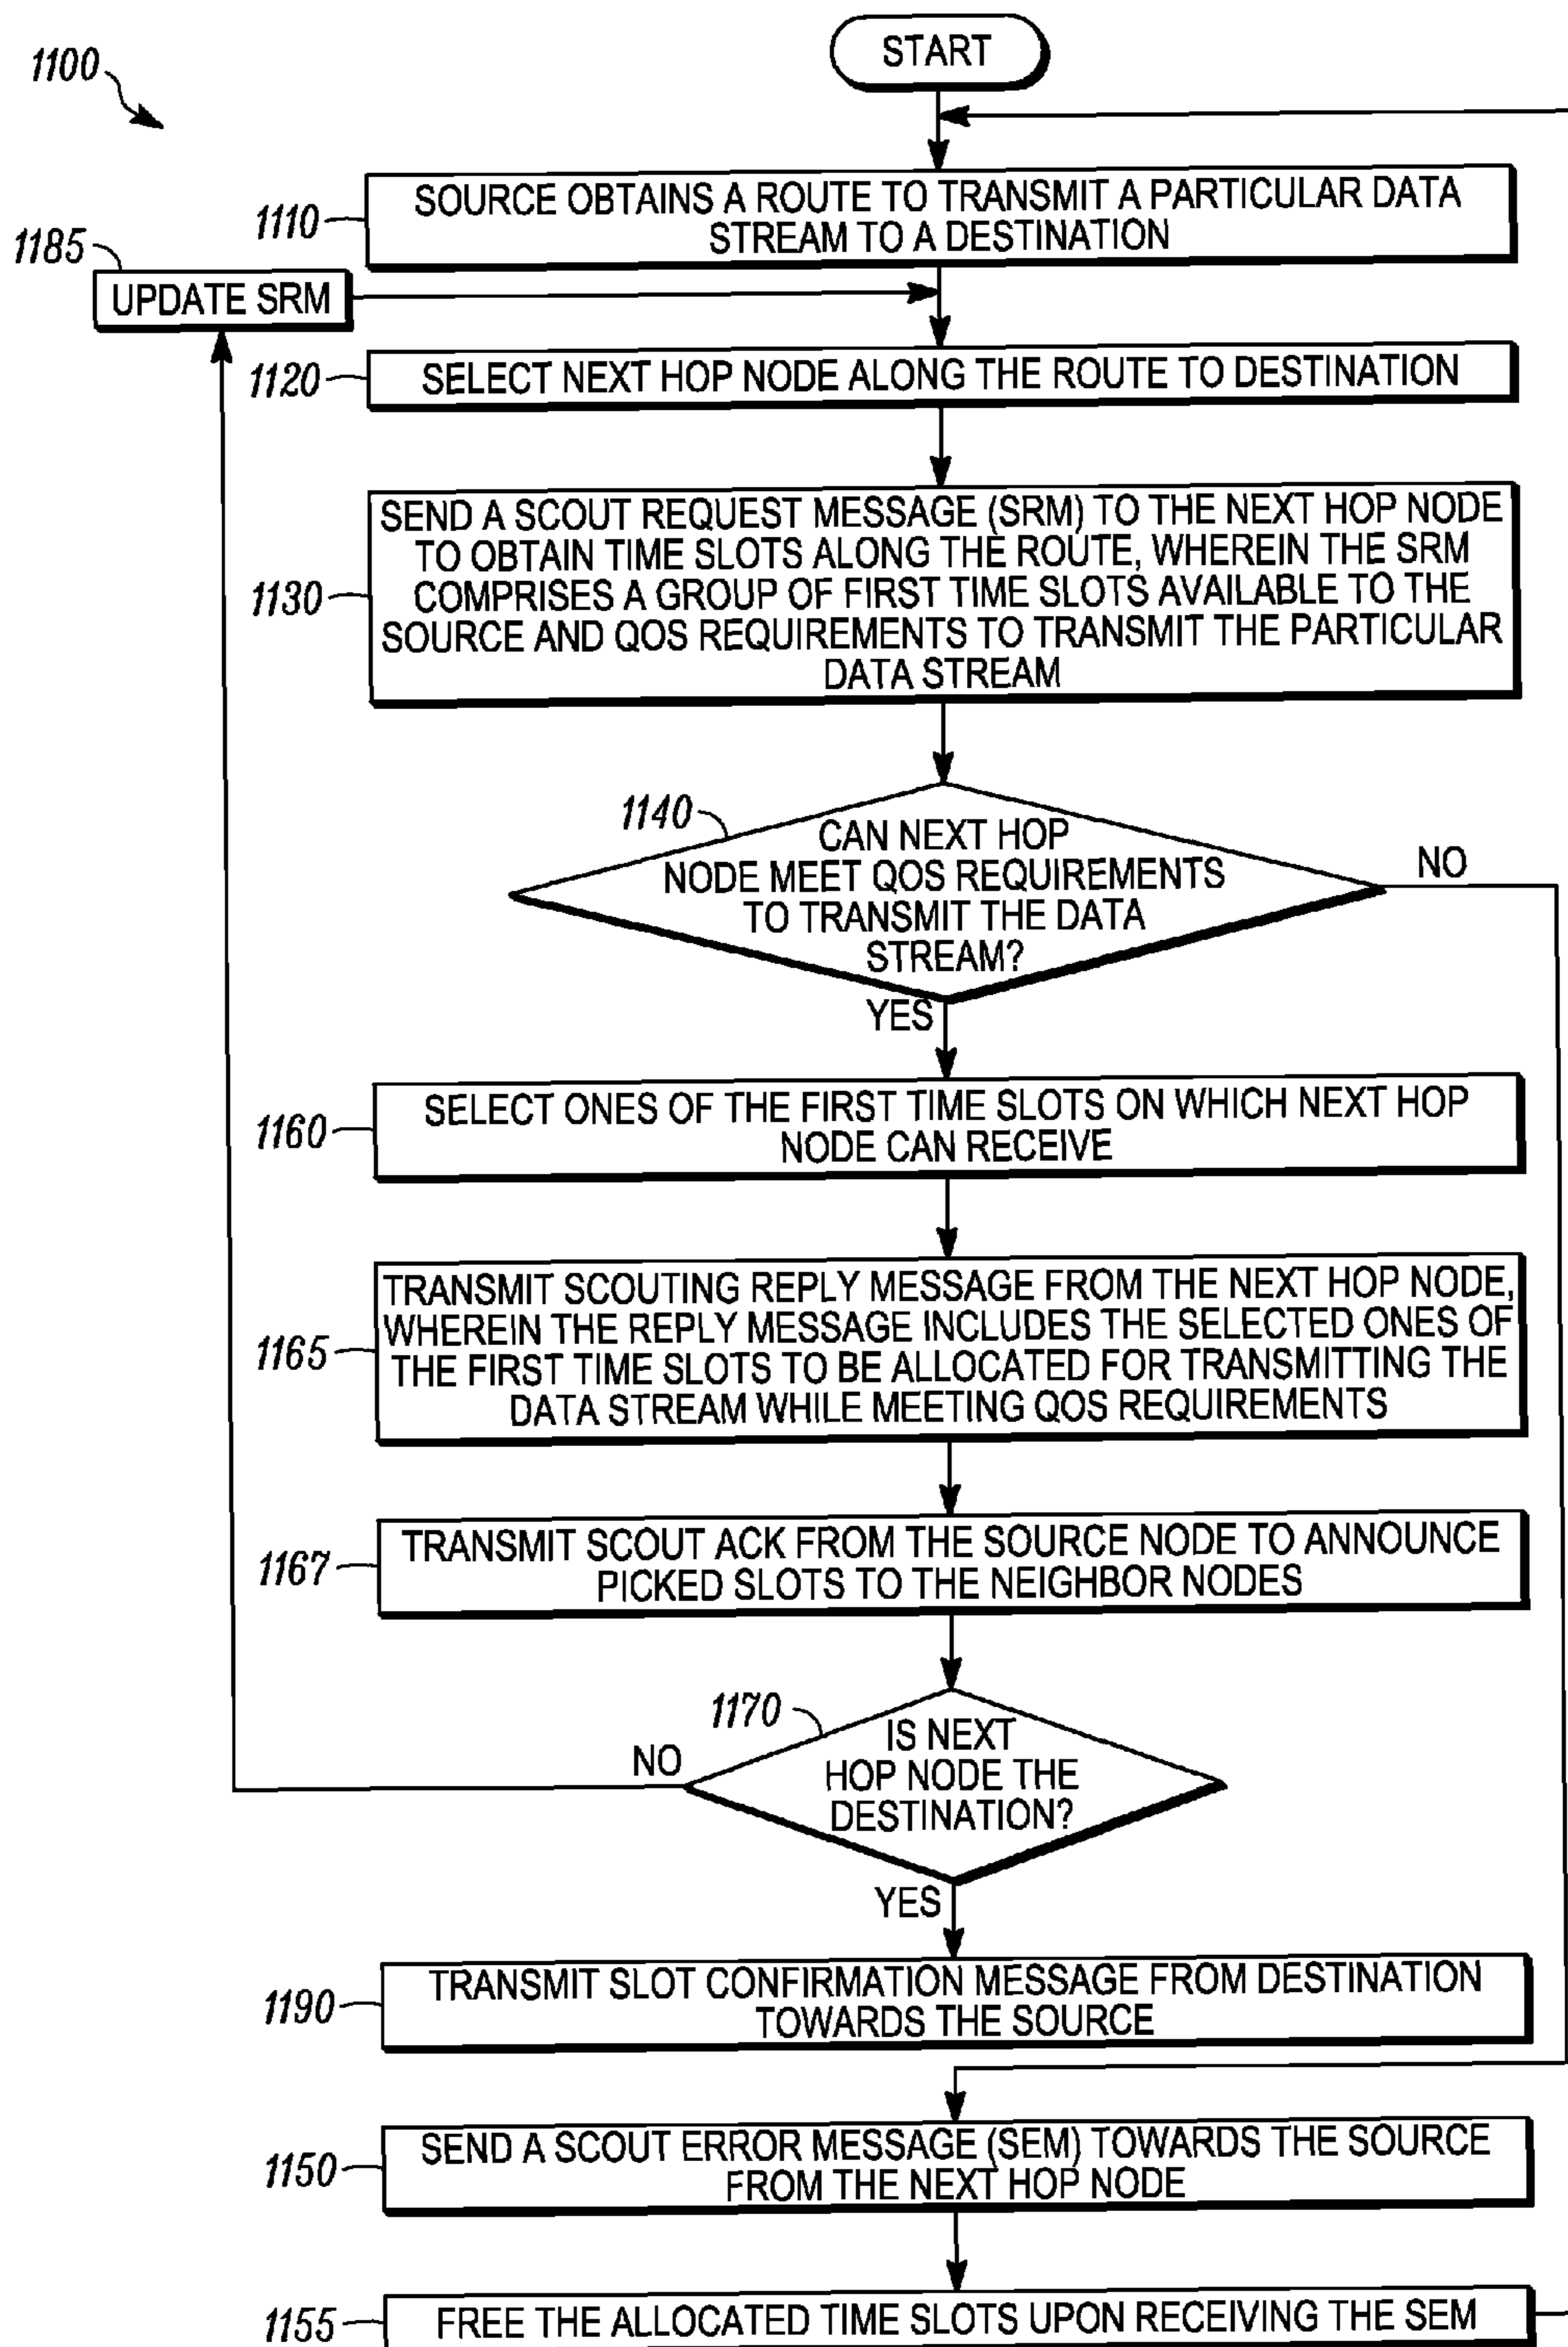 1100
START
1110
SOURCE OBTAINS A ROUTE TO TRANSMIT A PARTICULAR DATA
STREAM TO A DESTINATION
1185
UPDATE SRM
1120
SELECT NEXT HOP NODE ALONG THE ROUTE TO DESTINATION
1130
SEND A SCOUT REQUEST MESSAGE (SRM) TO THE NEXT HOP NODE
TO OBTAIN TIME SLOTS ALONG THE ROUTE, WHEREIN THE SRM
COMPRISES A GROUP OF FIRST TIME SLOTS AVAILABLE TO THE
SOURCE AND QOS REQUIREMENTS TO TRANSMIT THE PARTICULAR
DATA STREAM
1140
CAN NEXT HOP
NODE MEET QOS REQUIREMENTS
TO TRANSMIT THE DATA
STREAM?
NO
YES
1160
SELECT ONES OF THE FIRST TIME SLOTS ON WHICH NEXT HOP
NODE CAN RECEIVE
1165
TRANSMIT SCOUTING REPLY MESSAGE FROM THE NEXT HOP NODE,
WHEREIN THE REPLY MESSAGE INCLUDES THE SELECTED ONES OF
THE FIRST TIME SLOTS TO BE ALLOCATED FOR TRANSMITTING THE
DATA STREAM WHILE MEETING QOS REQUIREMENTS
1167
TRANSMIT SCOUT ACK FROM THE SOURCE NODE TO ANNOUNCE
PICKED SLOTS TO THE NEIGHBOR NODES
1170
IS NEXT
HOP NODE THE
DESTINATION?
NO
YES
1190
TRANSMIT SLOT CONFIRMATION MESSAGE FROM DESTINATION
TOWARDS THE SOURCE
1150
SEND A SCOUT ERROR MESSAGE (SEM) TOWARDS THE SOURCE
FROM THE NEXT HOP NODE
1155
FREE THE ALLOCATED TIME SLOTS UPON RECEIVING THE SEM